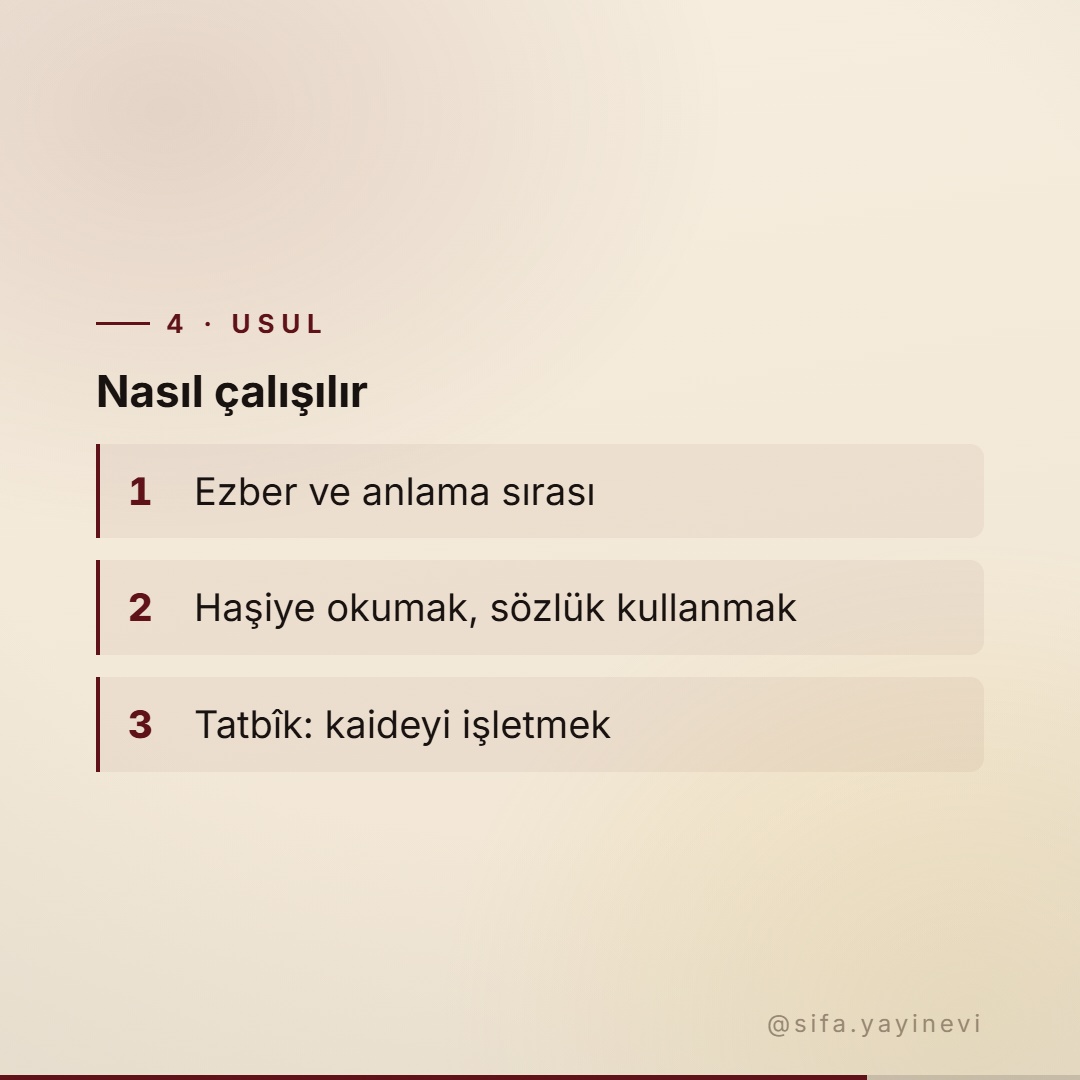 4 · USUL
Nasıl çalışılır
1 Ezber ve anlama sırası
2 Haşiye okumak, sözlük kullanmak
3 Tatbîk: kaideyi işletmek
@sifa.yayinevi